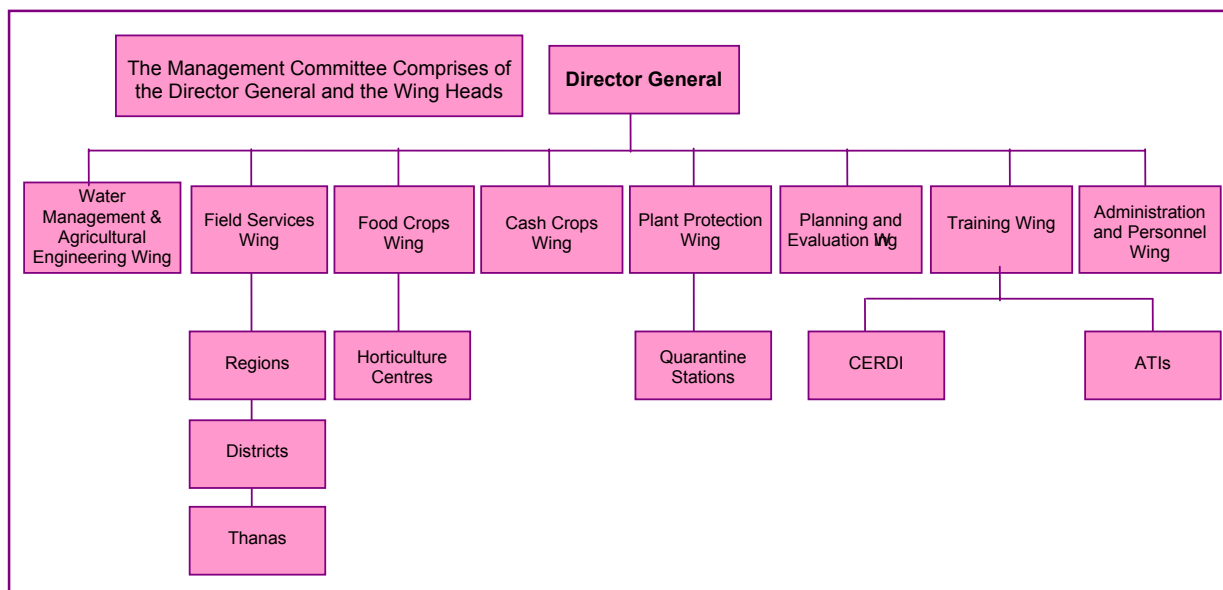 The Management Committee Comprises of
the Director General and the Wing Heads
Director General
Water
Management &
Agricultural
Engineering Wing
Field Services
Wing
Food Crops
Wing
Cash Crops
Wing
Plant Protection
Wing
Planning and
Evaluation Wing
Training Wing
Administration
and Personnel
Wing
Regions
Horticulture
Centres
Quarantine
Stations
CERDI
ATIs
Districts
Thanas